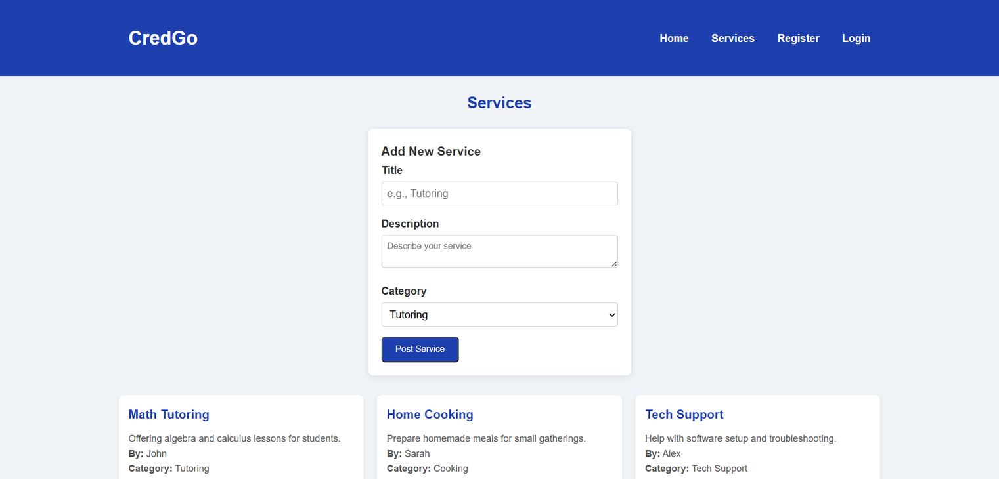 CredGo
Home Services Register Login
Services
Add New Service
Title
e.g., Tutoring
Description
Describe your service
Category
Tutoring
Post Service
Math Tutoring
Offering algebra and calculus lessons for students.
By: John
Category: Tutoring
Home Cooking
Prepare homemade meals for small gatherings.
By: Sarah
Category: Cooking
Tech Support
Help with software setup and troubleshooting.
By: Alex
Category: Tech Support